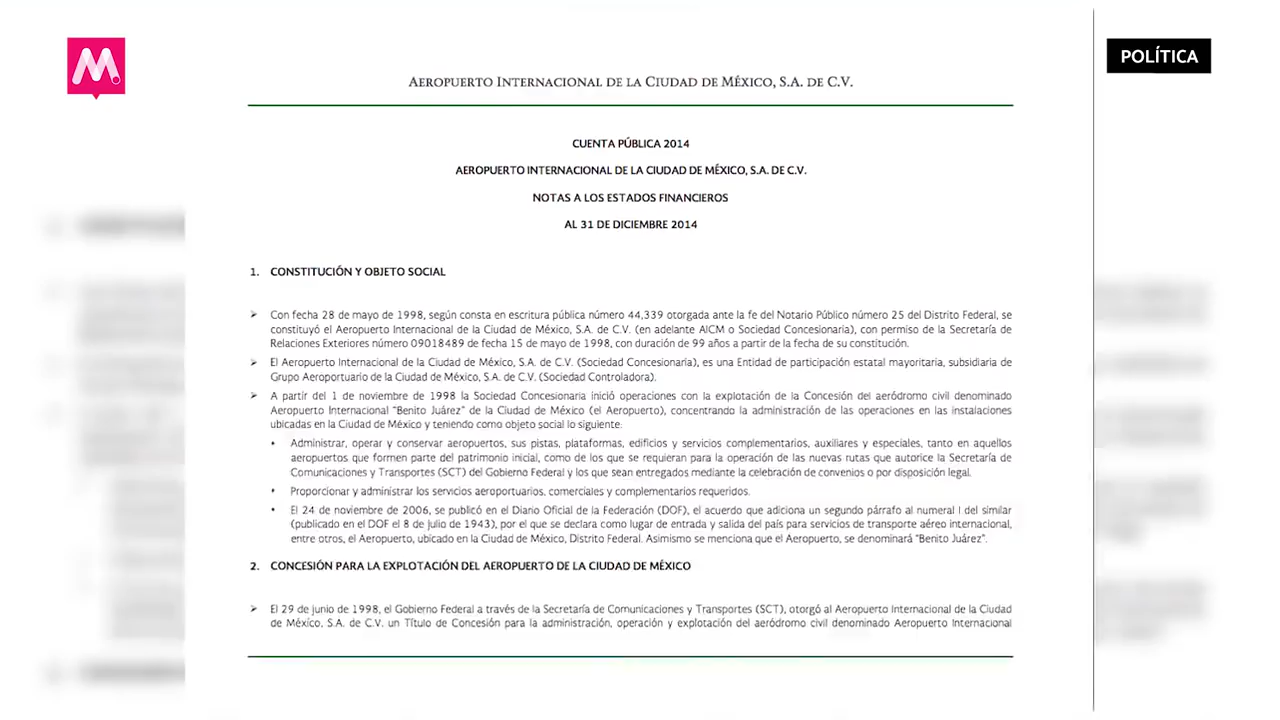 M
POLÍTICA
AEROPUERTO INTERNACIONAL DE LA CIUDAD DE MÉXICO, S.A. DE C.V.
CUENTA PÚBLICA 2014
AEROPUERTO INTERNACIONAL DE LA CIUDAD DE MÉXICO, S.A. DE C.V.
NOTAS A LOS ESTADOS FINANCIEROS
AL 31 DE DICIEMBRE 2014
1. CONSTITUCIÓN Y OBJETO SOCIAL
➢ Con fecha 28 de mayo de 1998, según consta en escritura pública número 44,339 otorgada ante la fe del Notario Público número 25 del Distrito Federal, se
constituyó el Aeropuerto Internacional de la Ciudad de México, S.A. de C.V. (en adelante AICM o Sociedad Concesionaria), con permiso de la Secretaría de
Relaciones Exteriores número 09018489 de fecha 15 de mayo de 1998, con duración de 99 años a partir de la fecha de su constitución.
➢ El Aeropuerto Internacional de la Ciudad de México, S.A. de C.V. (Sociedad Concesionaria), es una Entidad de participación estatal mayoritaria, subsidiaria de
Grupo Aeroportuario de la Ciudad de México, S.A. de C.V. (Sociedad Controladora).
➢ A partír del 1 de noviembre de 1998 la Sociedad Concesionaria inició operaciones con la explotación de la Concesión del aeródromo civil denominado
Aeropuerto Internacional "Benito Juárez" de la Ciudad de México (el Aeropuerto), concentrando la administración de las operaciones en las instalaciones
ubicadas en la Ciudad de México y teniendo como objeto social lo siguiente:
• Administrar, operar y conservar aeropuertos, sus pistas, plataformas, edificios y servicios complementarios, auxiliares y especiales, tanto en aquellos
aeropuertos que formen parte del patrimonio inicial, como de los que se requieran para la operación de las nuevas rutas que autorice la Secretaría de
Comunicaciones y Transportes (SCT) del Gobierno Federal y los que sean entregados mediante la celebración de convenios o por disposición legal.
• Proporcionar y administrar los servicios aeroportuarios, comerciales y complementarios requeridos.
• El 24 de noviembre de 2006, se publicó en el Diario Oficial de la Federación (DOF), el acuerdo que adiciona un segundo párrafo al numeral I del similar
(publicado en el DOF el 8 de julio de 1943), por el que se declara como lugar de entrada y salida del país para servicios de transporte aéreo internacional,
entre otros, el Aeropuerto, ubicado en la Ciudad de México, Distrito Federal. Asimismo se menciona que el Aeropuerto, se denominará "Benito Juárez".
2. CONCESIÓN PARA LA EXPLOTACIÓN DEL AEROPUERTO DE LA CIUDAD DE MÉXICO
➢ El 29 de junio de 1998, el Gobierno Federal a través de la Secretaría de Comunicaciones y Transportes (SCT), otorgó al Aeropuerto Internacional de la Ciudad
de México, S.A. de C.V. un Título de Concesión para la administración, operación y explotación del aeródromo civil denominado Aeropuerto Internacional